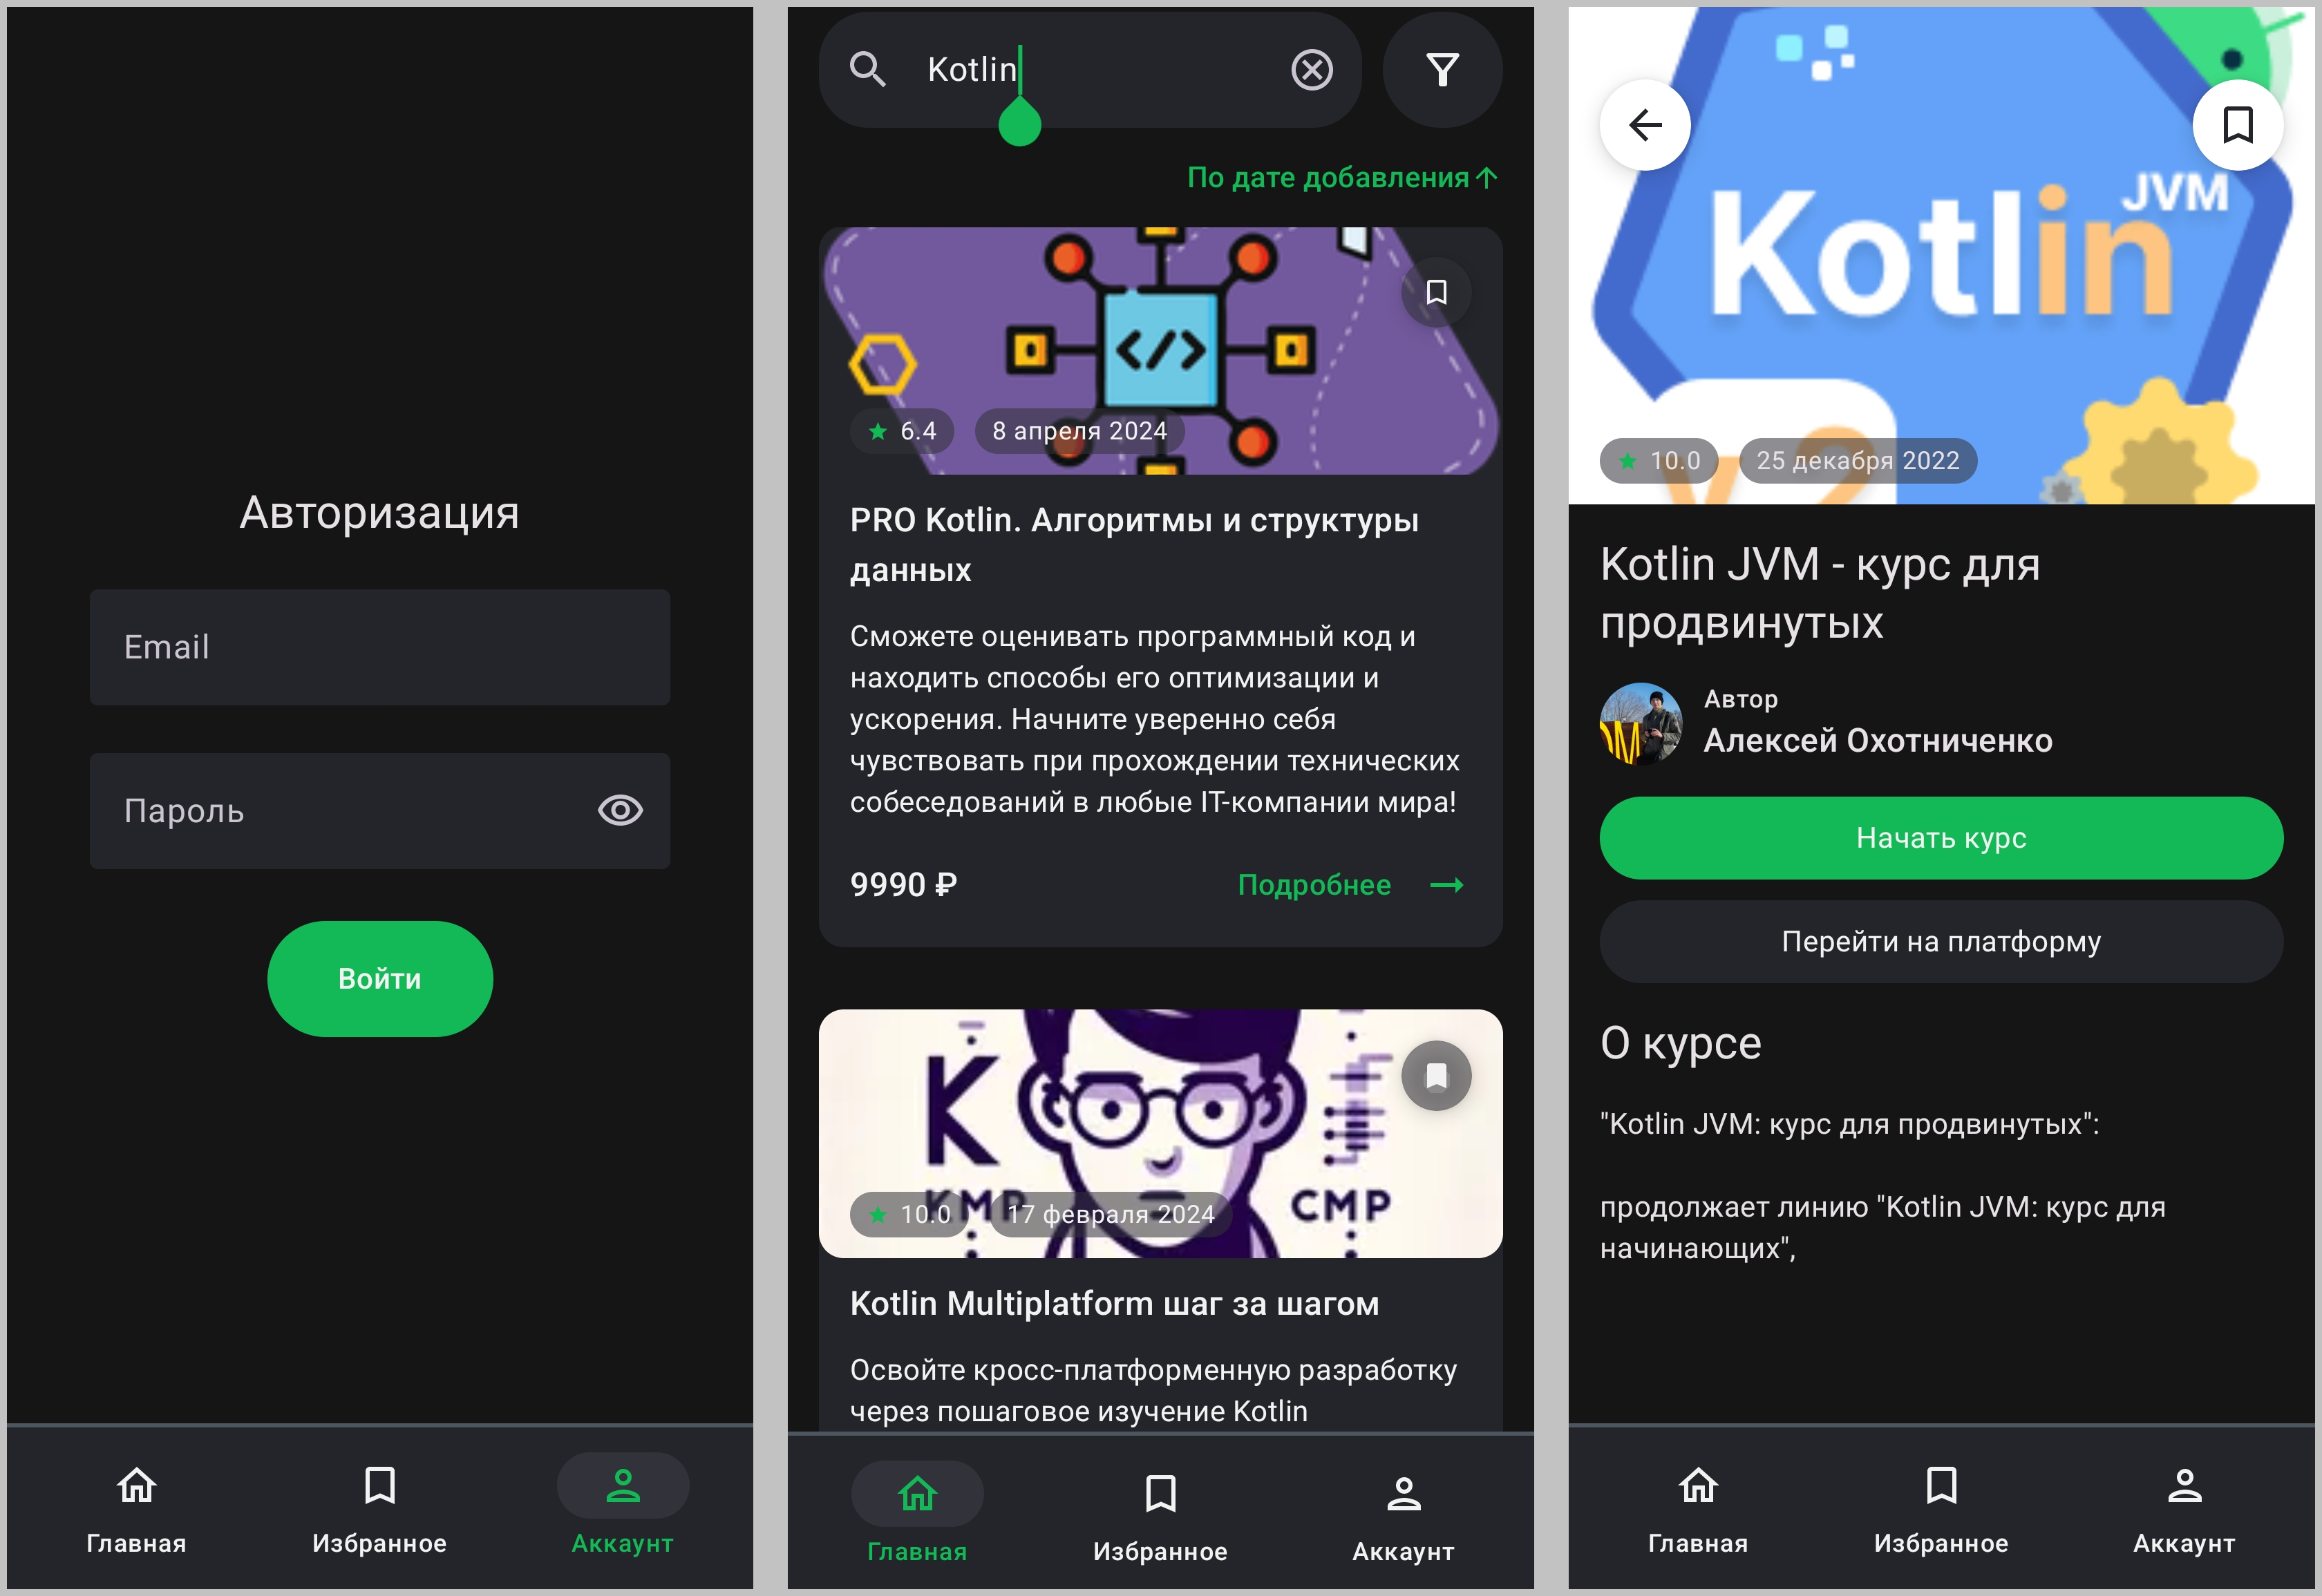 Авторизация
Email
Пароль
Войти
Главная
Избранное
Аккаунт
Kotlin
По дате добавления
6.4
8 апреля 2024
PRO Kotlin. Алгоритмы и структуры
данных
Сможете оценивать программный код и
находить способы его оптимизации и
ускорения. Начните уверенно себя
чувствовать при прохождении технических
собеседований в любые IT-компании мира!
9990 ₽
Подробнее
K
KMP
CMP
10.0
17 февраля 2024
Kotlin Multiplatform шаг за шагом
Освойте кросс-платформенную разработку
через пошаговое изучение Kotlin
Главная
Избранное
Аккаунт
JVM
Kotlin
v 2
10.0
25 декабря 2022
Kotlin JVM - курс для
продвинутых
Автор
Алексей Охотниченко
Начать курс
Перейти на платформу
О курсе
"Kotlin JVM: курс для продвинутых":
продолжает линию "Kotlin JVM: курс для
начинающих",
Главная
Избранное
Аккаунт